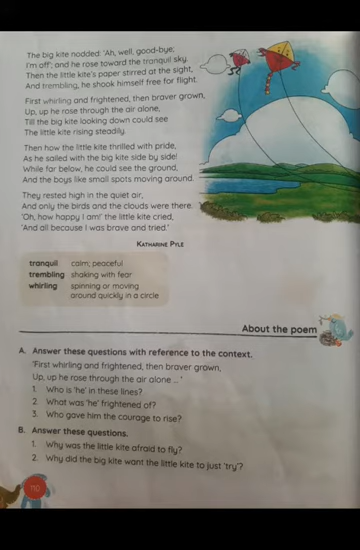 The big kite nodded: 'Ah, well, good-bye;
I'm off'; and he rose toward the tranquil sky.
Then the little kite's paper stirred at the sight,
And trembling, he shook himself free for flight.
First whirling and frightened, then braver grown,
Up, up he rose through the air alone,
Till the big kite looking down could see
The little kite rising steadily.
Then how the little kite thrilled with pride,
As he sailed with the big kite side by side!
While far below, he could see the ground,
And the boys like small spots moving around.
They rested high in the quiet air,
And only the birds and the clouds were there.
'Oh, how happy I am!' the little kite cried,
'And all because I was brave and tried.'
KATHARINE PYLE
tranquil calm; peaceful
trembling shaking with fear
whirling spinning or moving
around quickly in a circle
About the poem
A. Answer these questions with reference to the context.
'First whirling and frightened, then braver grown,
Up, up he rose through the air alone ...'
1. Who is 'he' in these lines?
2. What was 'he' frightened of?
3. Who gave him the courage to rise?
B. Answer these questions.
1. Why was the little kite afraid to fly?
2. Why did the big kite want the little kite to just 'try'?
110